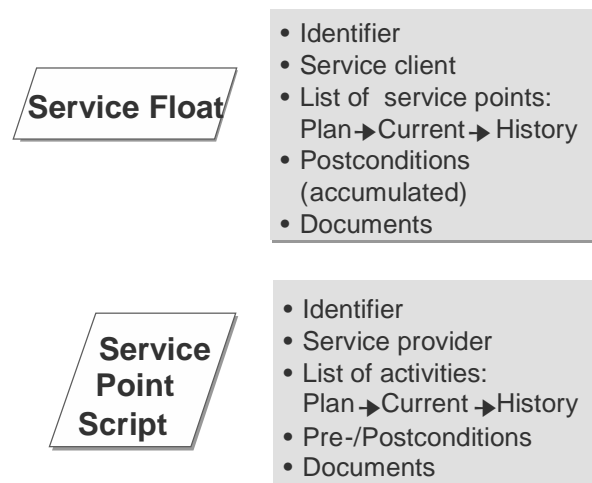 Service Float
• Identifier
• Service client
• List of service points:
Plan→Current→History
• Postconditions
(accumulated)
• Documents
Service
Point
Script
• Identifier
• Service provider
• List of activities:
Plan→Current→History
• Pre-/Postconditions
• Documents